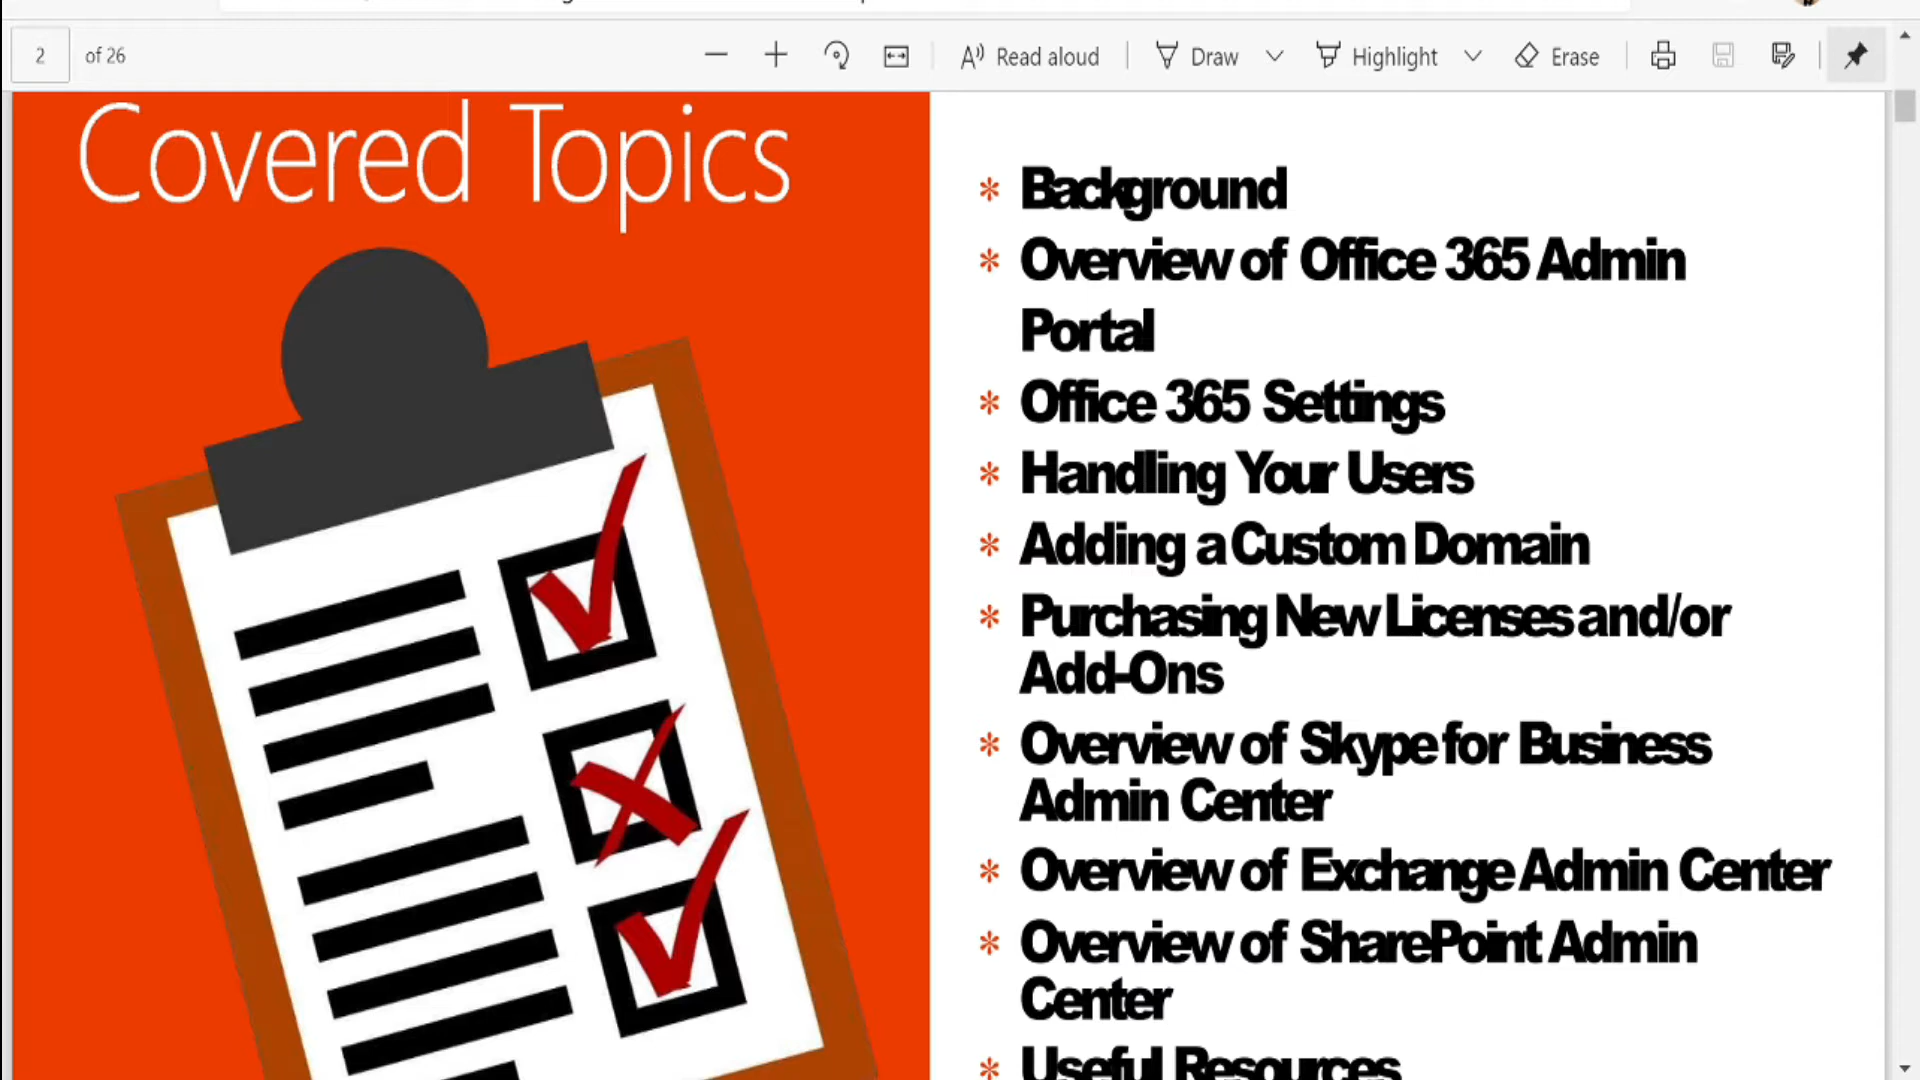 2 of 26 Read aloud Draw Highlight Erase
Covered Topics
* Background
* Overview of Office 365 Admin
Portal
* Office 365 Settings
* Handling Your Users
* Adding a Custom Domain
* Purchasing New Licenses and/or
Add-Ons
* Overview of Skype for Business
Admin Center
* Overview of Exchange Admin Center
* Overview of SharePoint Admin
Center
* Useful Resources